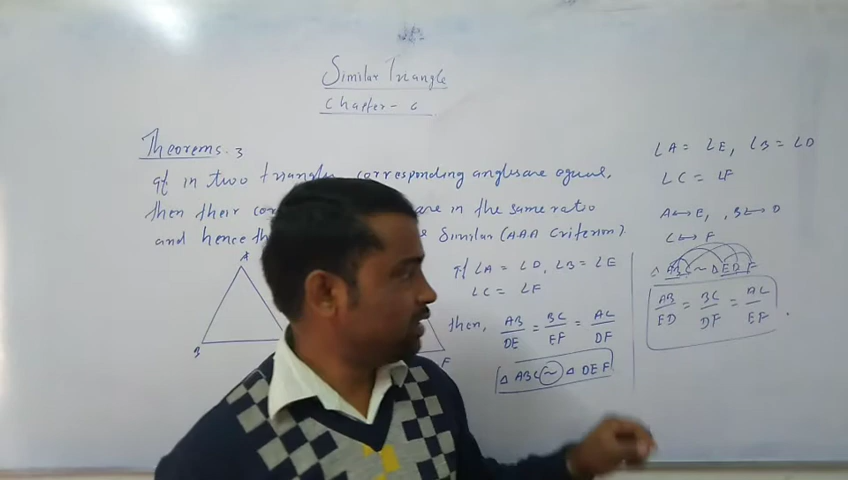 Similar Triangle
Chapter - 6
Theorems. 3
If in two triangles corresponding angles are equal,
then their are in the same ratio
and hence Similar (AAA Criterion).
A
B
F
If ∠A = ∠D, ∠B = ∠E
∠C = ∠F
then, AB/DE = BC/EF = AC/DF
△ ABC ~ △ DEF
∠A = ∠E, ∠B = ∠D
∠C = ∠F
A ↔ E, , B ↔ D
C ↔ F
△ ABC ~ △EDF
AB/ED = BC/DF = AC/EF .